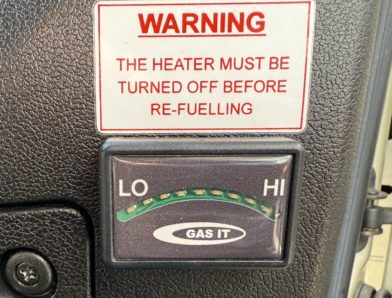 WARNING
THE HEATER MUST BE
TURNED OFF BEFORE
RE-FUELLING
LO HI
GAS IT